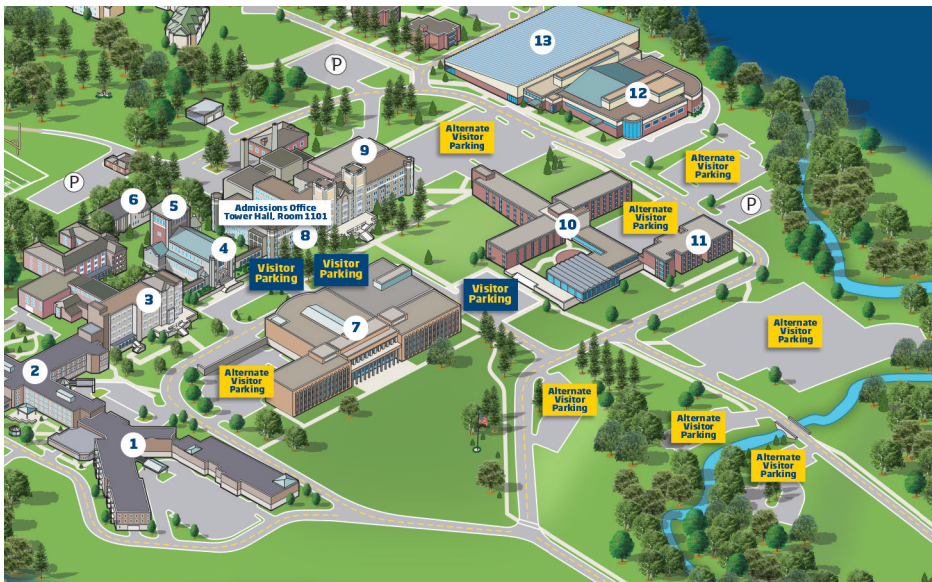 13
P
12
Alternate
Visitor
Parking
9
Alternate
Visitor
Parking
P
6
5
P
Admissions Office
Tower Hall, Room 1101
Alternate
Visitor
Parking
10
8
11
4
Visitor
Parking
Visitor
Parking
Visitor
Parking
3
7
Alternate
Visitor
Parking
2
Alternate
Visitor
Parking
Alternate
Visitor
Parking
Alternate
Visitor
Parking
1
Alternate
Visitor
Parking